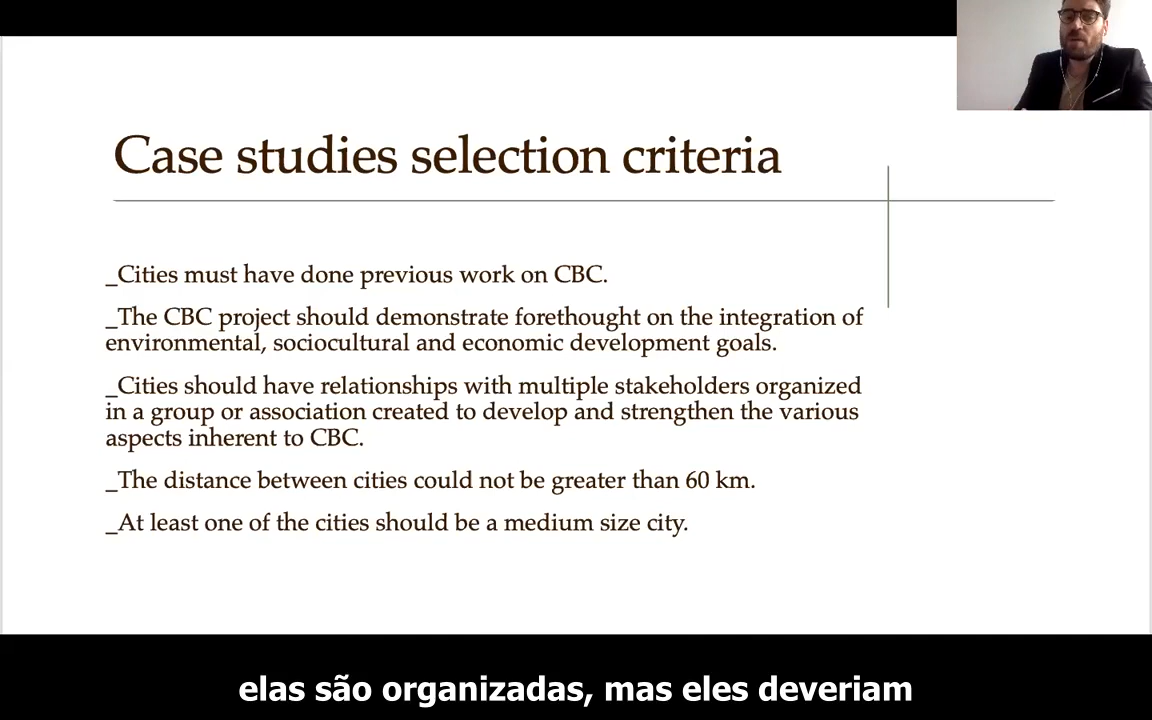 Case studies selection criteria
_Cities must have done previous work on CBC.
_The CBC project should demonstrate forethought on the integration of
environmental, sociocultural and economic development goals.
_Cities should have relationships with multiple stakeholders organized
in a group or association created to develop and strengthen the various
aspects inherent to CBC.
_The distance between cities could not be greater than 60 km.
_At least one of the cities should be a medium size city.
elas são organizadas, mas eles deveriam